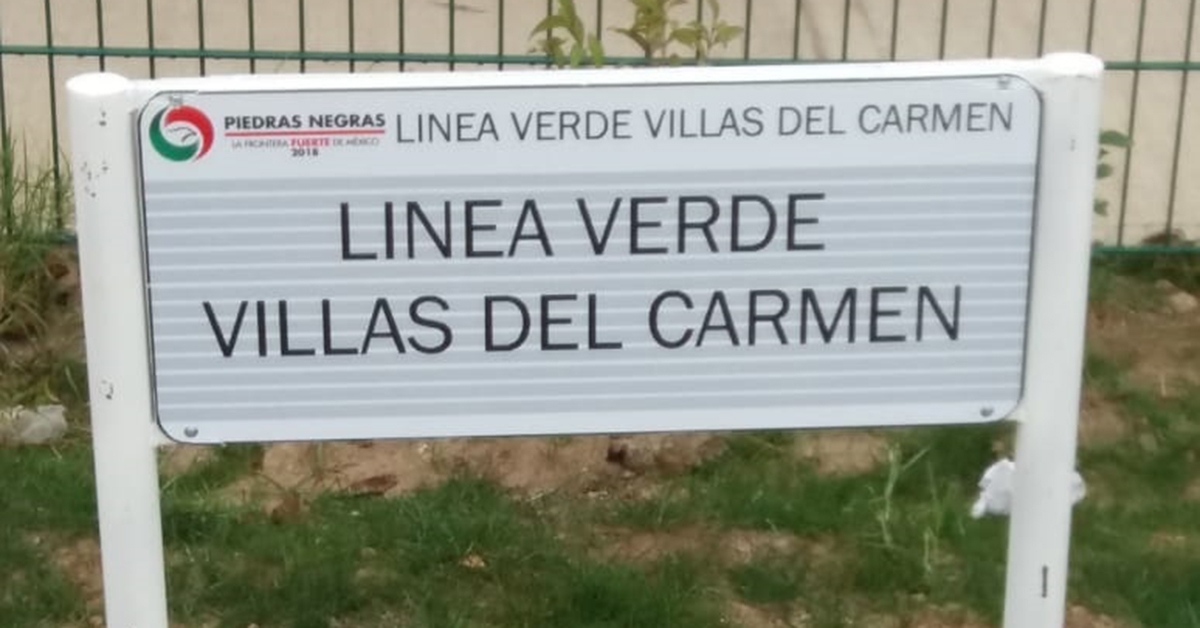 PIEDRAS NEGRAS
LA FRONTERA FUERTE DE MÉXICO
2018
LINEA VERDE VILLAS DEL CARMEN
LINEA VERDE
VILLAS DEL CARMEN